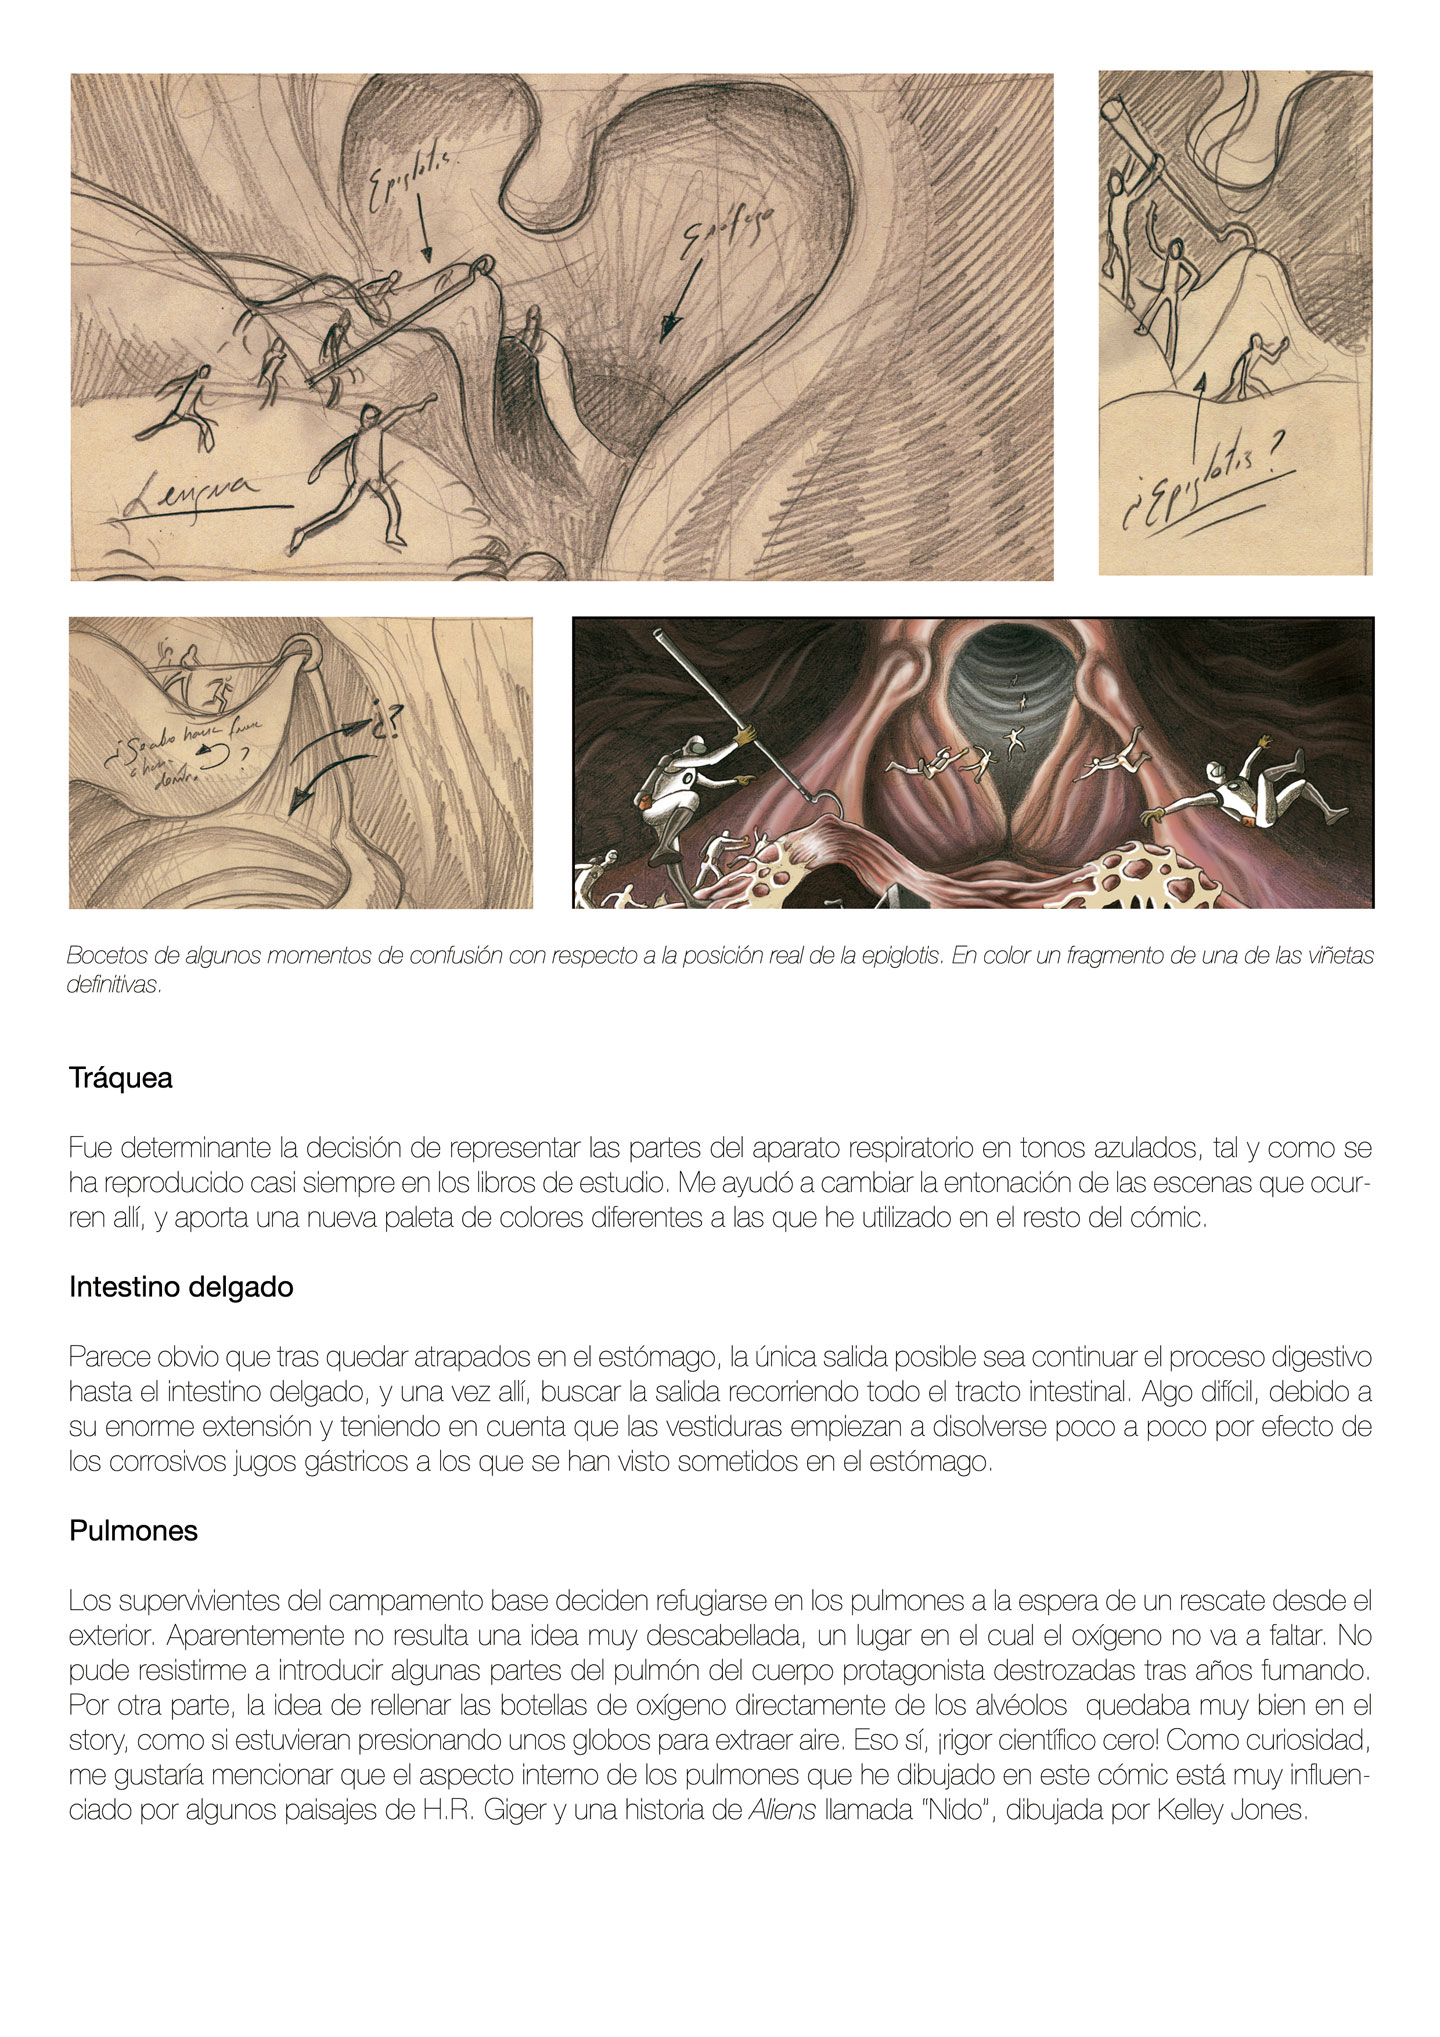 Epiglotis.
Esófago
Lengua
¿Epiglotis?
¿Se abre hacia fuera
o hacia
dentro. ?
¿?
Bocetos de algunos momentos de confusión con respecto a la posición real de la epiglotis. En color un fragmento de una de las viñetas
definitivas.
Tráquea
Fue determinante la decisión de representar las partes del aparato respiratorio en tonos azulados, tal y como se
ha reproducido casi siempre en los libros de estudio. Me ayudó a cambiar la entonación de las escenas que ocur-
ren allí, y aporta una nueva paleta de colores diferentes a las que he utilizado en el resto del cómic.
Intestino delgado
Parece obvio que tras quedar atrapados en el estómago, la única salida posible sea continuar el proceso digestivo
hasta el intestino delgado, y una vez allí, buscar la salida recorriendo todo el tracto intestinal. Algo difícil, debido a
su enorme extensión y teniendo en cuenta que las vestiduras empiezan a disolverse poco a poco por efecto de
los corrosivos jugos gástricos a los que se han visto sometidos en el estómago.
Pulmones
Los supervivientes del campamento base deciden refugiarse en los pulmones a la espera de un rescate desde el
exterior. Aparentemente no resulta una idea muy descabellada, un lugar en el cual el oxígeno no va a faltar. No
pude resistirme a introducir algunas partes del pulmón del cuerpo protagonista destrozadas tras años fumando.
Por otra parte, la idea de rellenar las botellas de oxígeno directamente de los alvéolos quedaba muy bien en el
story, como si estuvieran presionando unos globos para extraer aire. Eso sí, ¡rigor científico cero! Como curiosidad,
me gustaría mencionar que el aspecto interno de los pulmones que he dibujado en este cómic está muy influen-
ciado por algunos paisajes de H.R. Giger y una historia de Aliens llamada "Nido", dibujada por Kelley Jones.